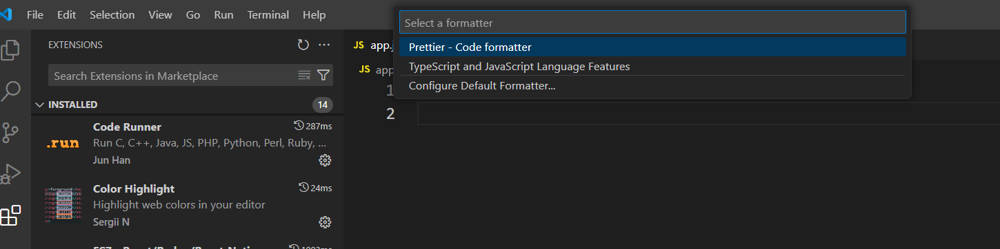 File Edit Selection View Go Run Terminal Help
Select a formatter
Prettier - Code formatter
TypeScript and JavaScript Language Features
Configure Default Formatter...
EXTENSIONS
Search Extensions in Marketplace
INSTALLED 14
Code Runner 287ms
Run C, C++, Java, JS, PHP, Python, Perl, Ruby, ...
Jun Han
.run
Color Highlight 24ms
Highlight web colors in your editor
Sergii N
JS app.j
JS app
1
2